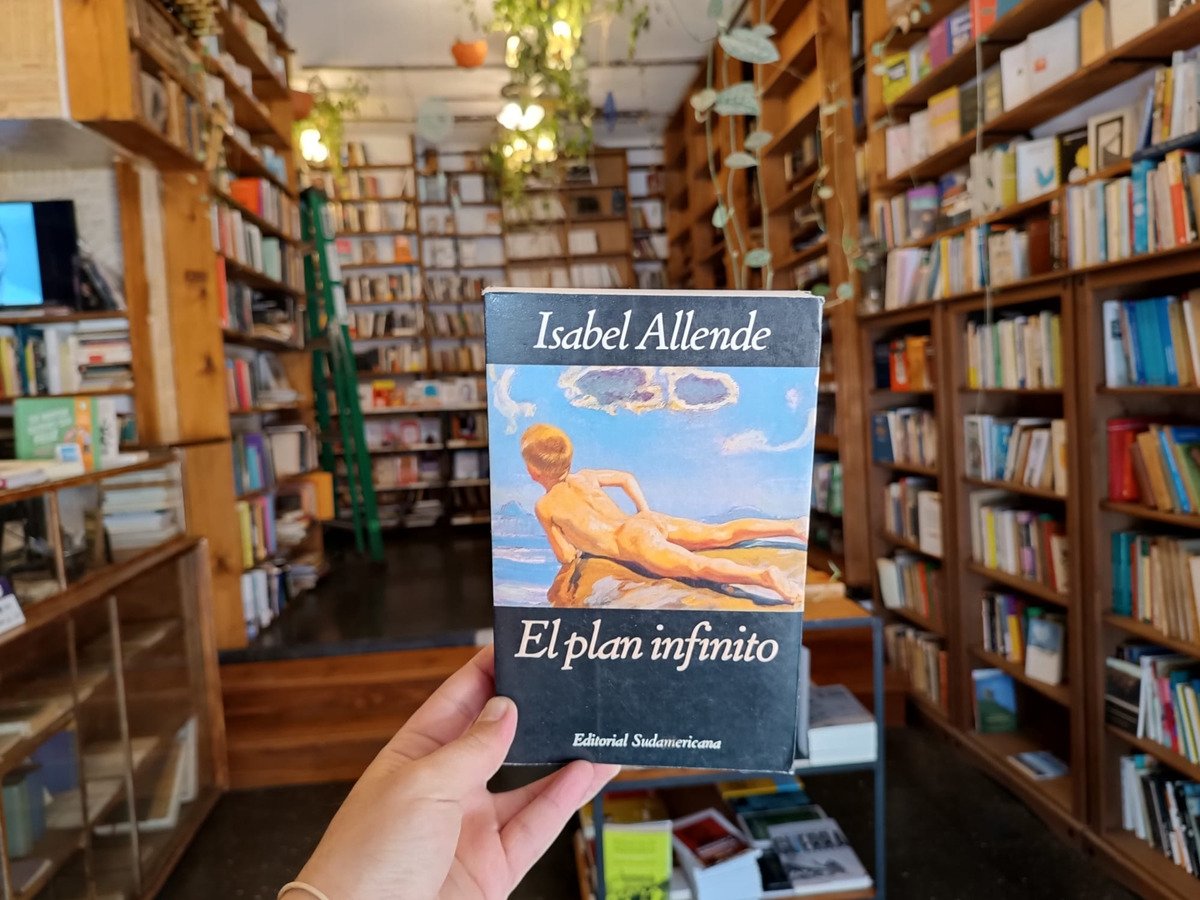 Isabel Allende
El plan infinito
Editorial Sudamericana